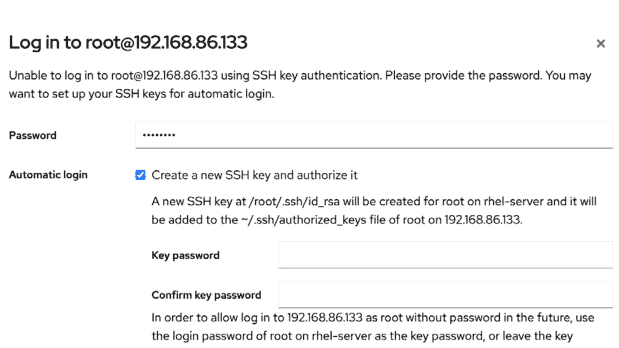 Log in to root@192.168.86.133
×
Unable to log in to root@192.168.86.133 using SSH key authentication. Please provide the password. You may
want to set up your SSH keys for automatic login.
Password ••••••••
Automatic login Create a new SSH key and authorize it
A new SSH key at /root/.ssh/id_rsa will be created for root on rhel-server and it will
be added to the ~/.ssh/authorized_keys file of root on 192.168.86.133.
Key password
Confirm key password
In order to allow log in to 192.168.86.133 as root without password in the future, use
the login password of root on rhel-server as the key password, or leave the key